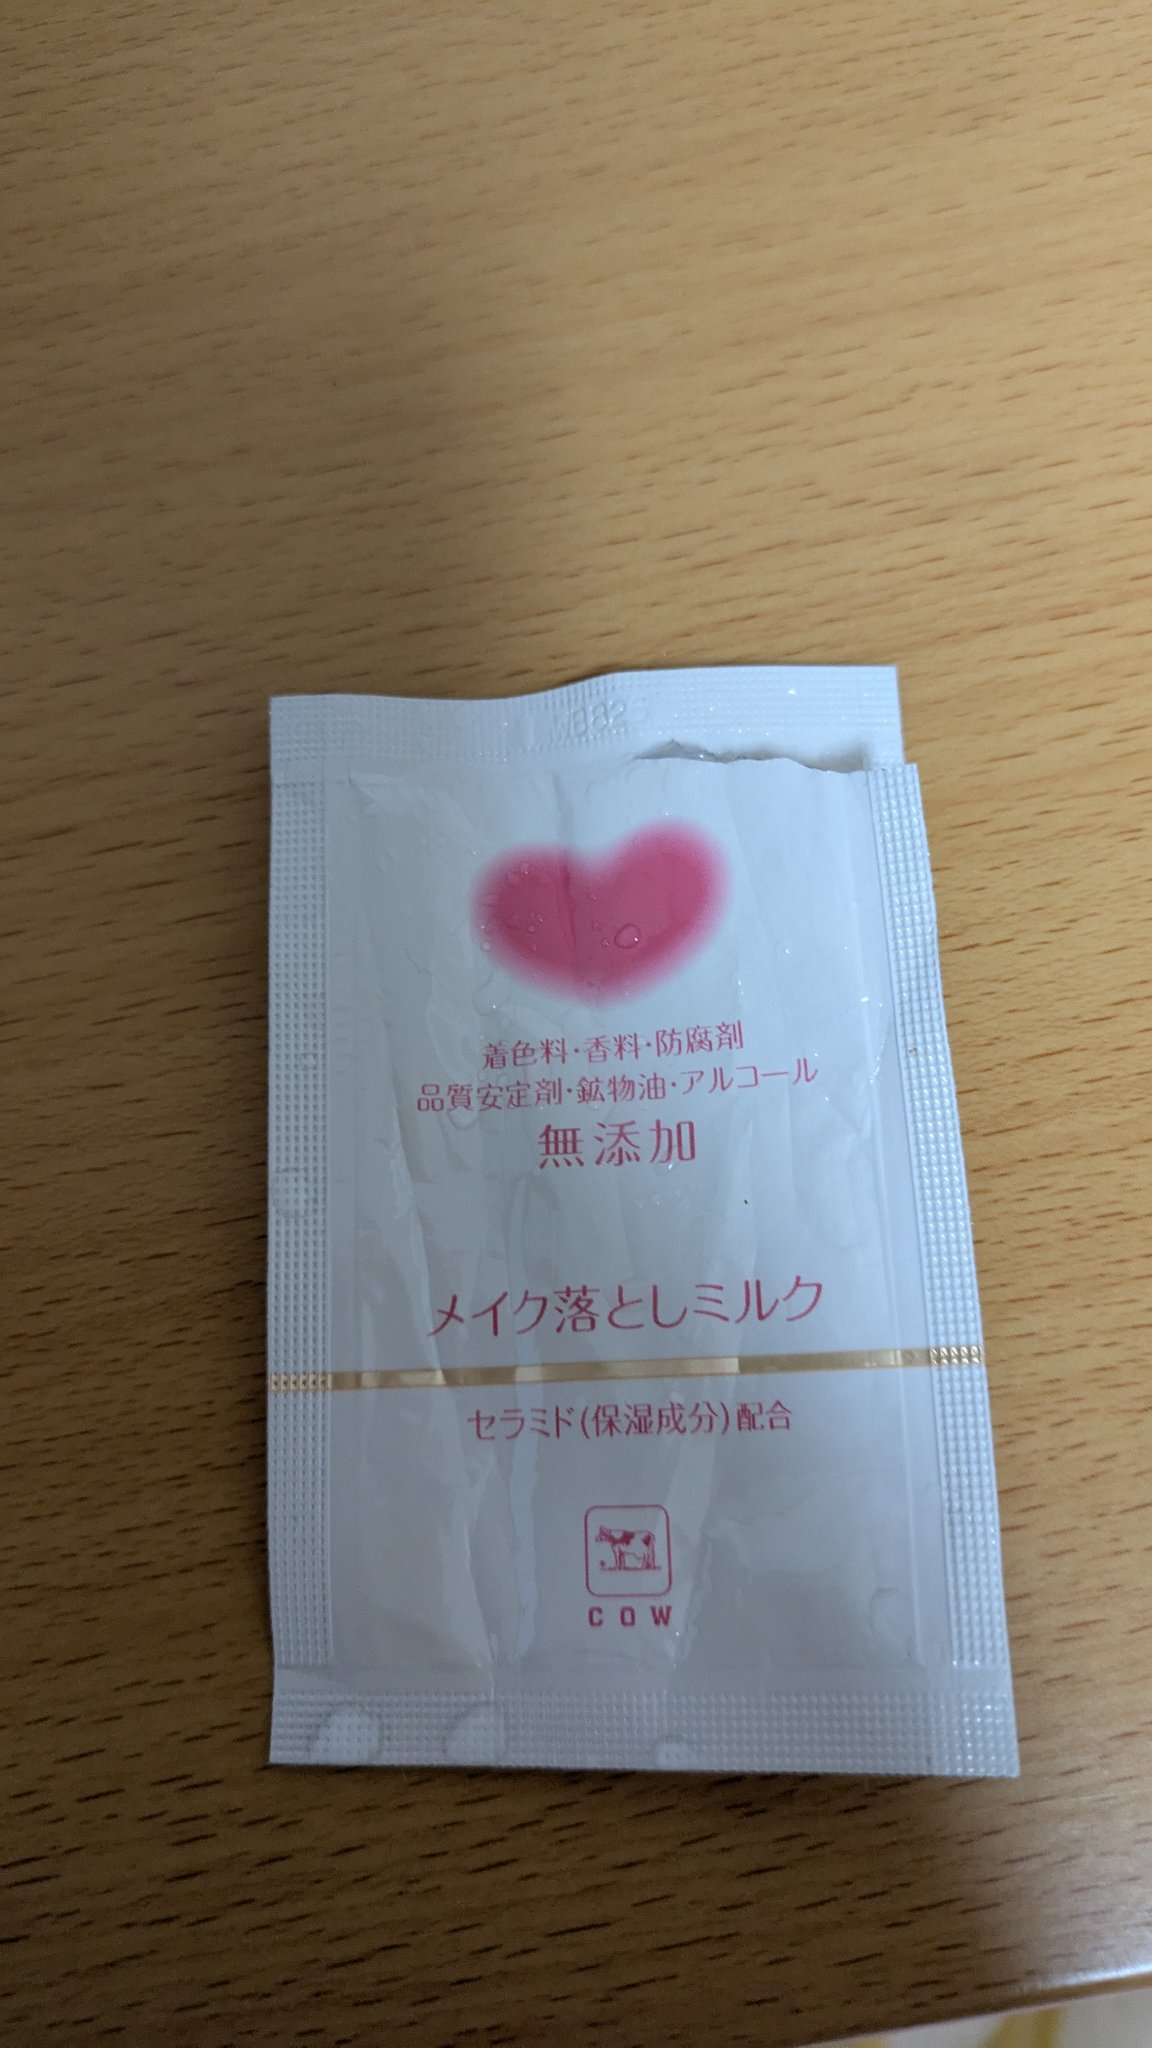 着色料・香料・防腐剤
品質安定剤・鉱物油・アルコール
無添加
メイク落としミルク
セラミド(保湿成分)配合
COW